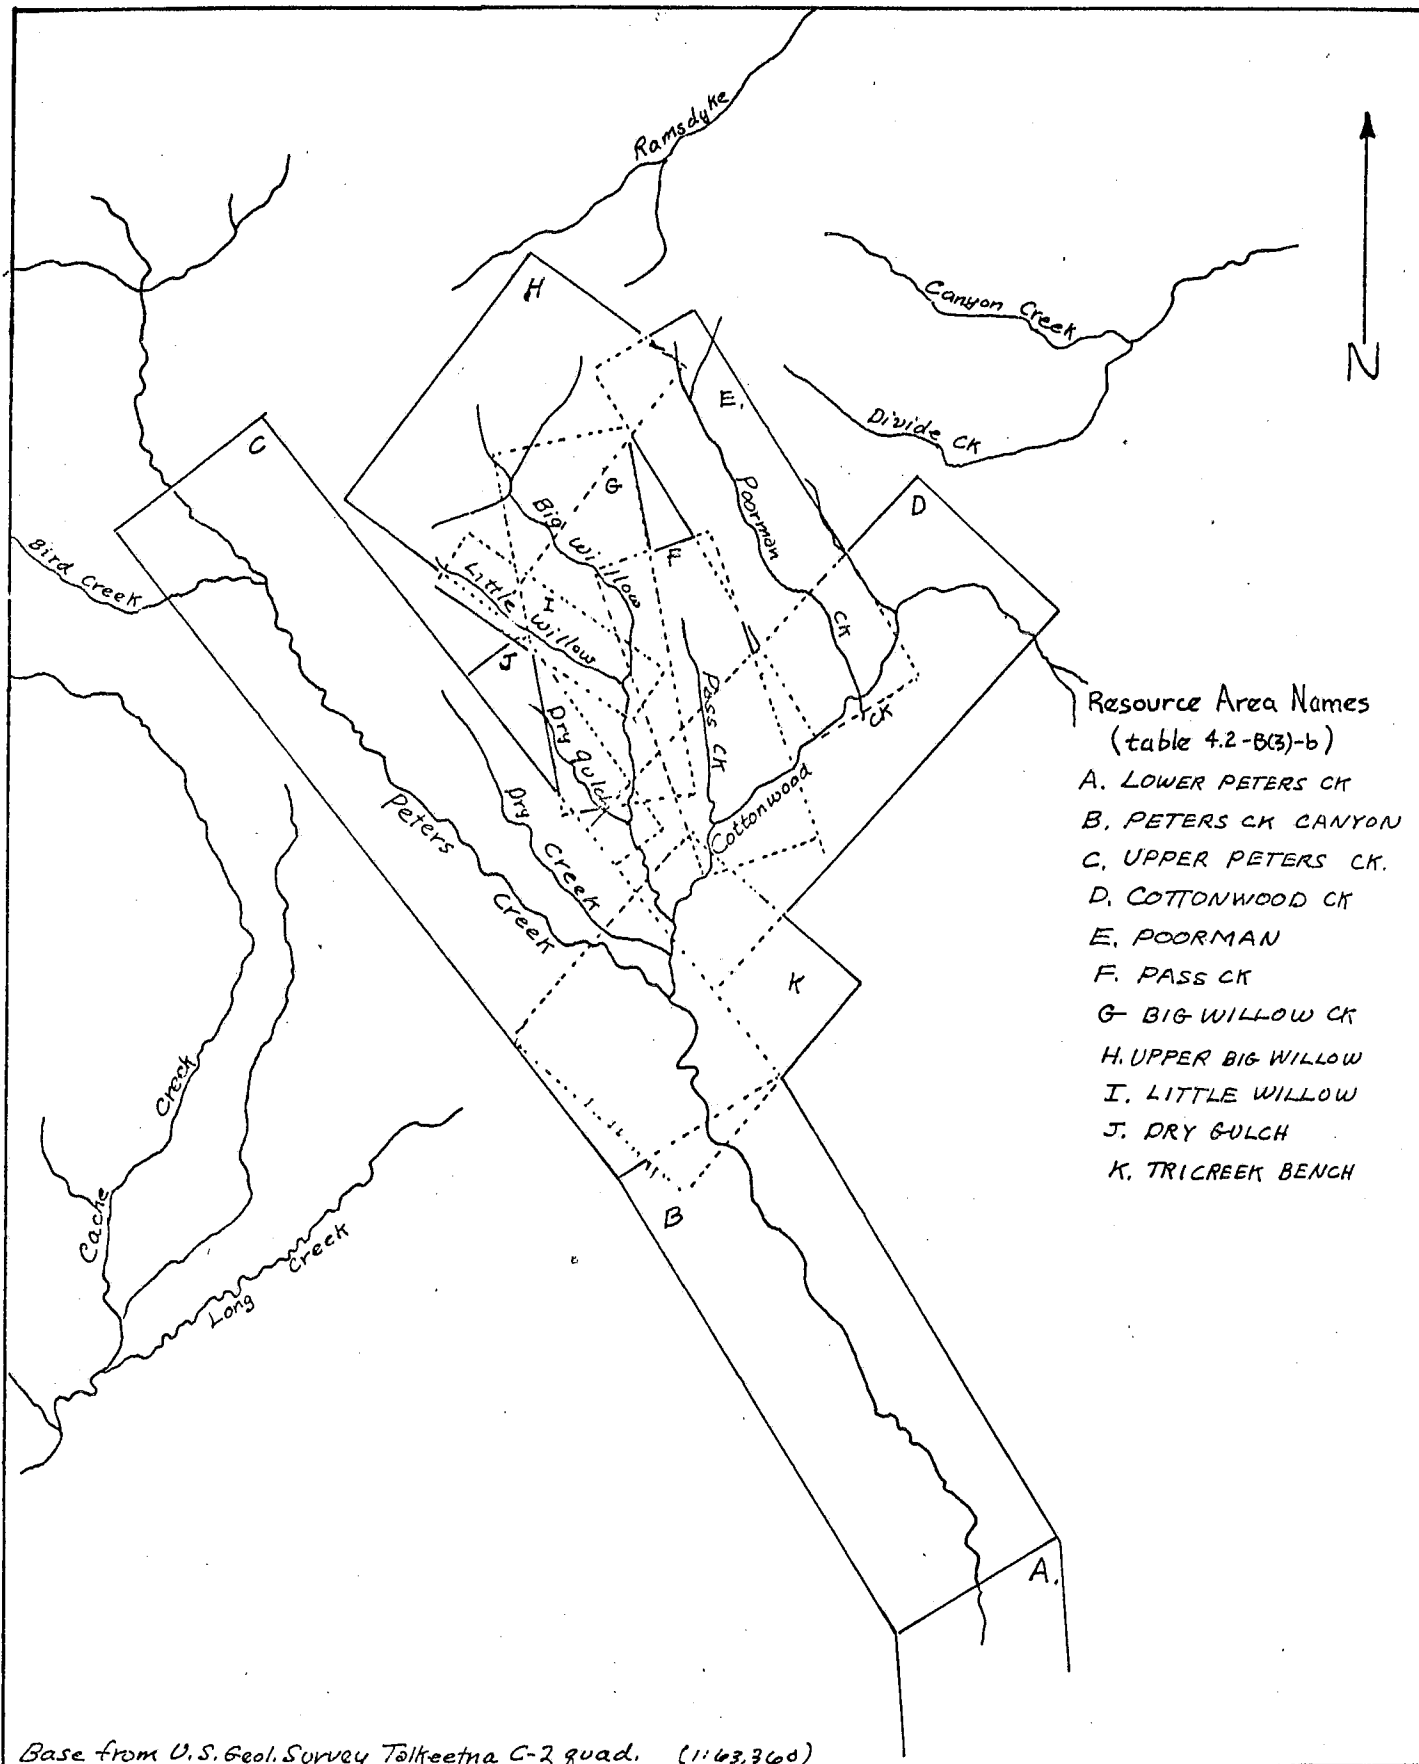 Ramsdyke
H
Canyon Creek
N
E.
Divide CK
C
G
D
Poorman
CK
Big Willow
Bird Creek
Little Willow
I
J
Pass CK
Dry Gulch
CK
Resource Area Names
(table 4.2-B(3)-b)
A. LOWER PETERS CK
B. PETERS CK CANYON
C. UPPER PETERS CK.
D. COTTONWOOD CK
E. POORMAN
F. PASS CK
G BIG WILLOW CK
H. UPPER BIG WILLOW
I. LITTLE WILLOW
J. DRY GULCH
K. TRICREEK BENCH
Peters
Creek
Dry
Creek
Cottonwood
K
Cache
Creek
Long
Creek
B
A.
Base from U.S. Geol. Survey Talkeetna C-2 quad. (1:63,360)